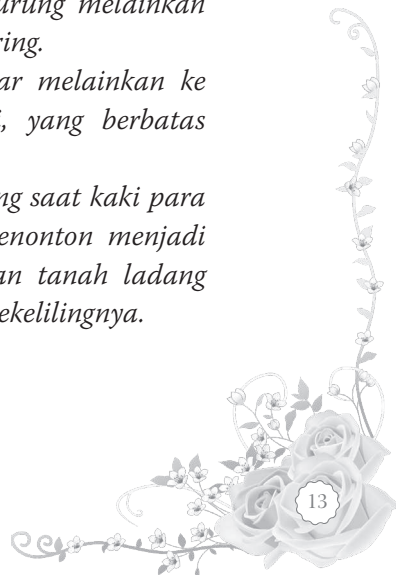 urung melainkan
ring.
ar melainkan ke
i, yang berbatas
ng saat kaki para
enonton menjadi
an tanah ladang
ekelilingnya.
13